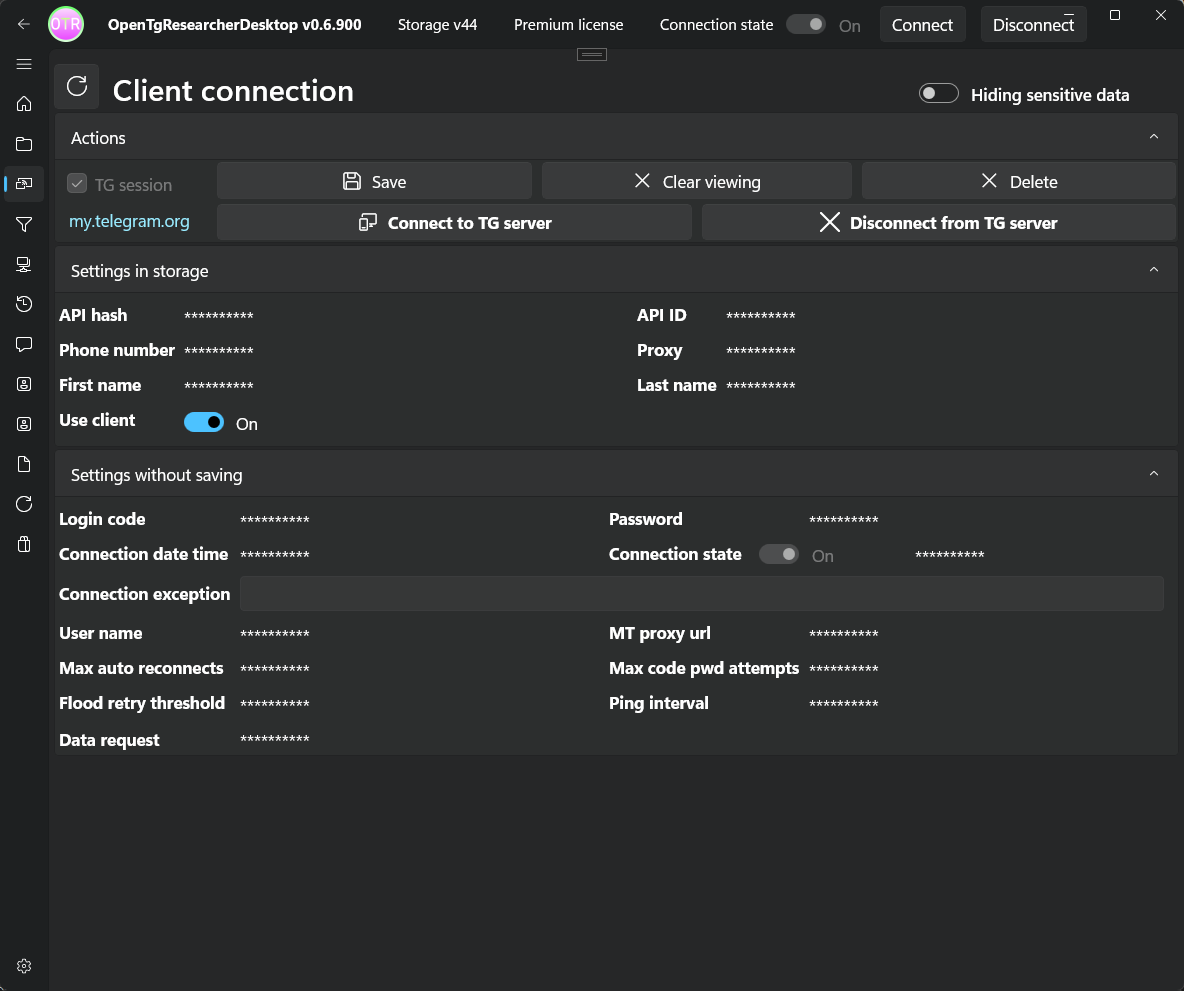 OTR OpenTgResearcherDesktop v0.6.900 Storage v44 Premium license Connection state On Connect Disconnect
Client connection Hiding sensitive data
Actions
TG session Save Clear viewing Delete
my.telegram.org Connect to TG server Disconnect from TG server
Settings in storage
API hash ********** API ID **********
Phone number ********** Proxy **********
First name ********** Last name **********
Use client On
Settings without saving
Login code ********** Password **********
Connection date time ********** Connection state On **********
Connection exception
User name ********** MT proxy url **********
Max auto reconnects ********** Max code pwd attempts **********
Flood retry threshold ********** Ping interval **********
Data request **********